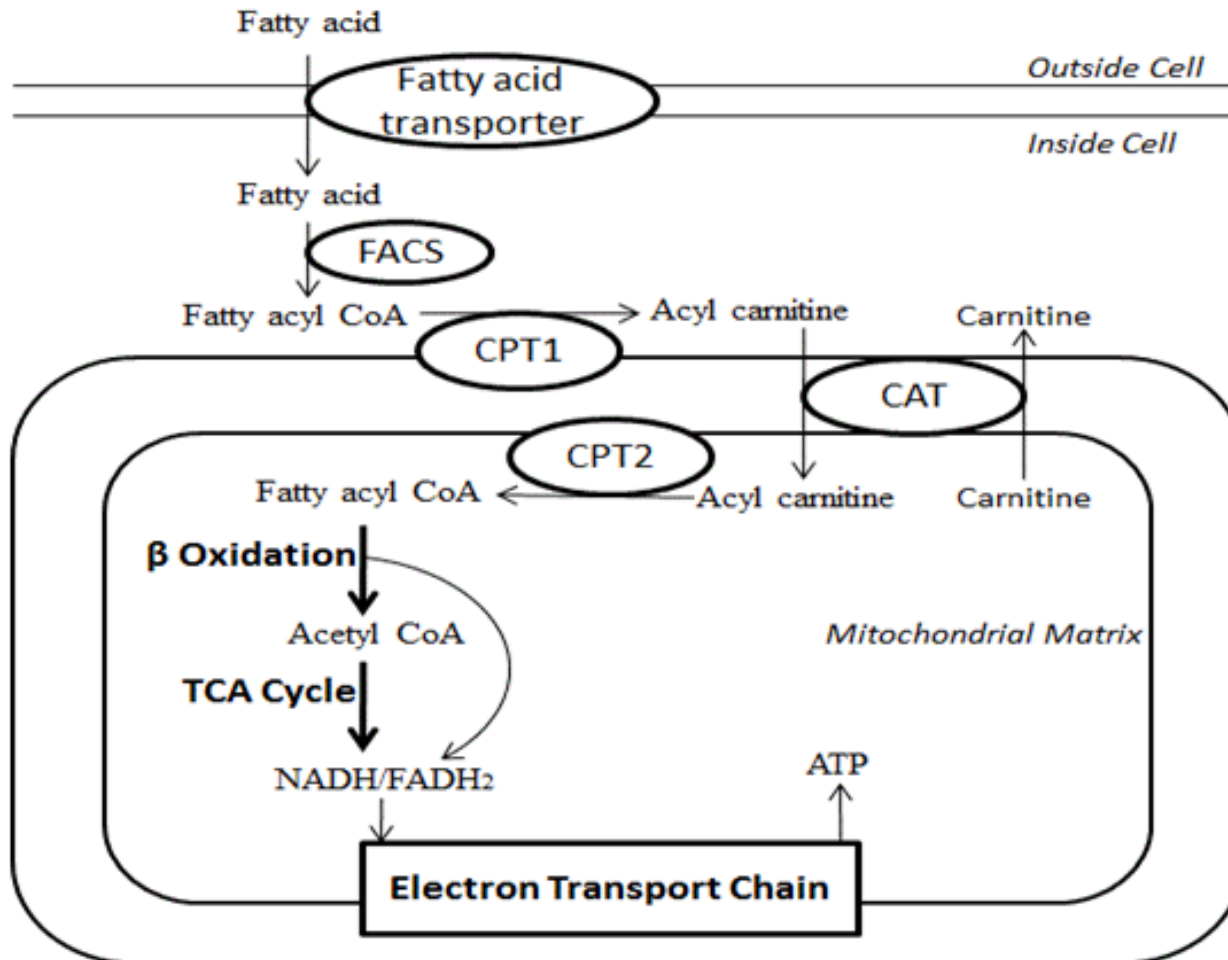 Fatty acid
Outside Cell
Fatty acid
transporter
Inside Cell
Fatty acid
FACS
Fatty acyl CoA
Acyl carnitine
Carnitine
CPT1
CAT
CPT2
Fatty acyl CoA
Acyl carnitine
Carnitine
β Oxidation
Acetyl CoA
Mitochondrial Matrix
TCA Cycle
NADH/FADH2
ATP
Electron Transport Chain